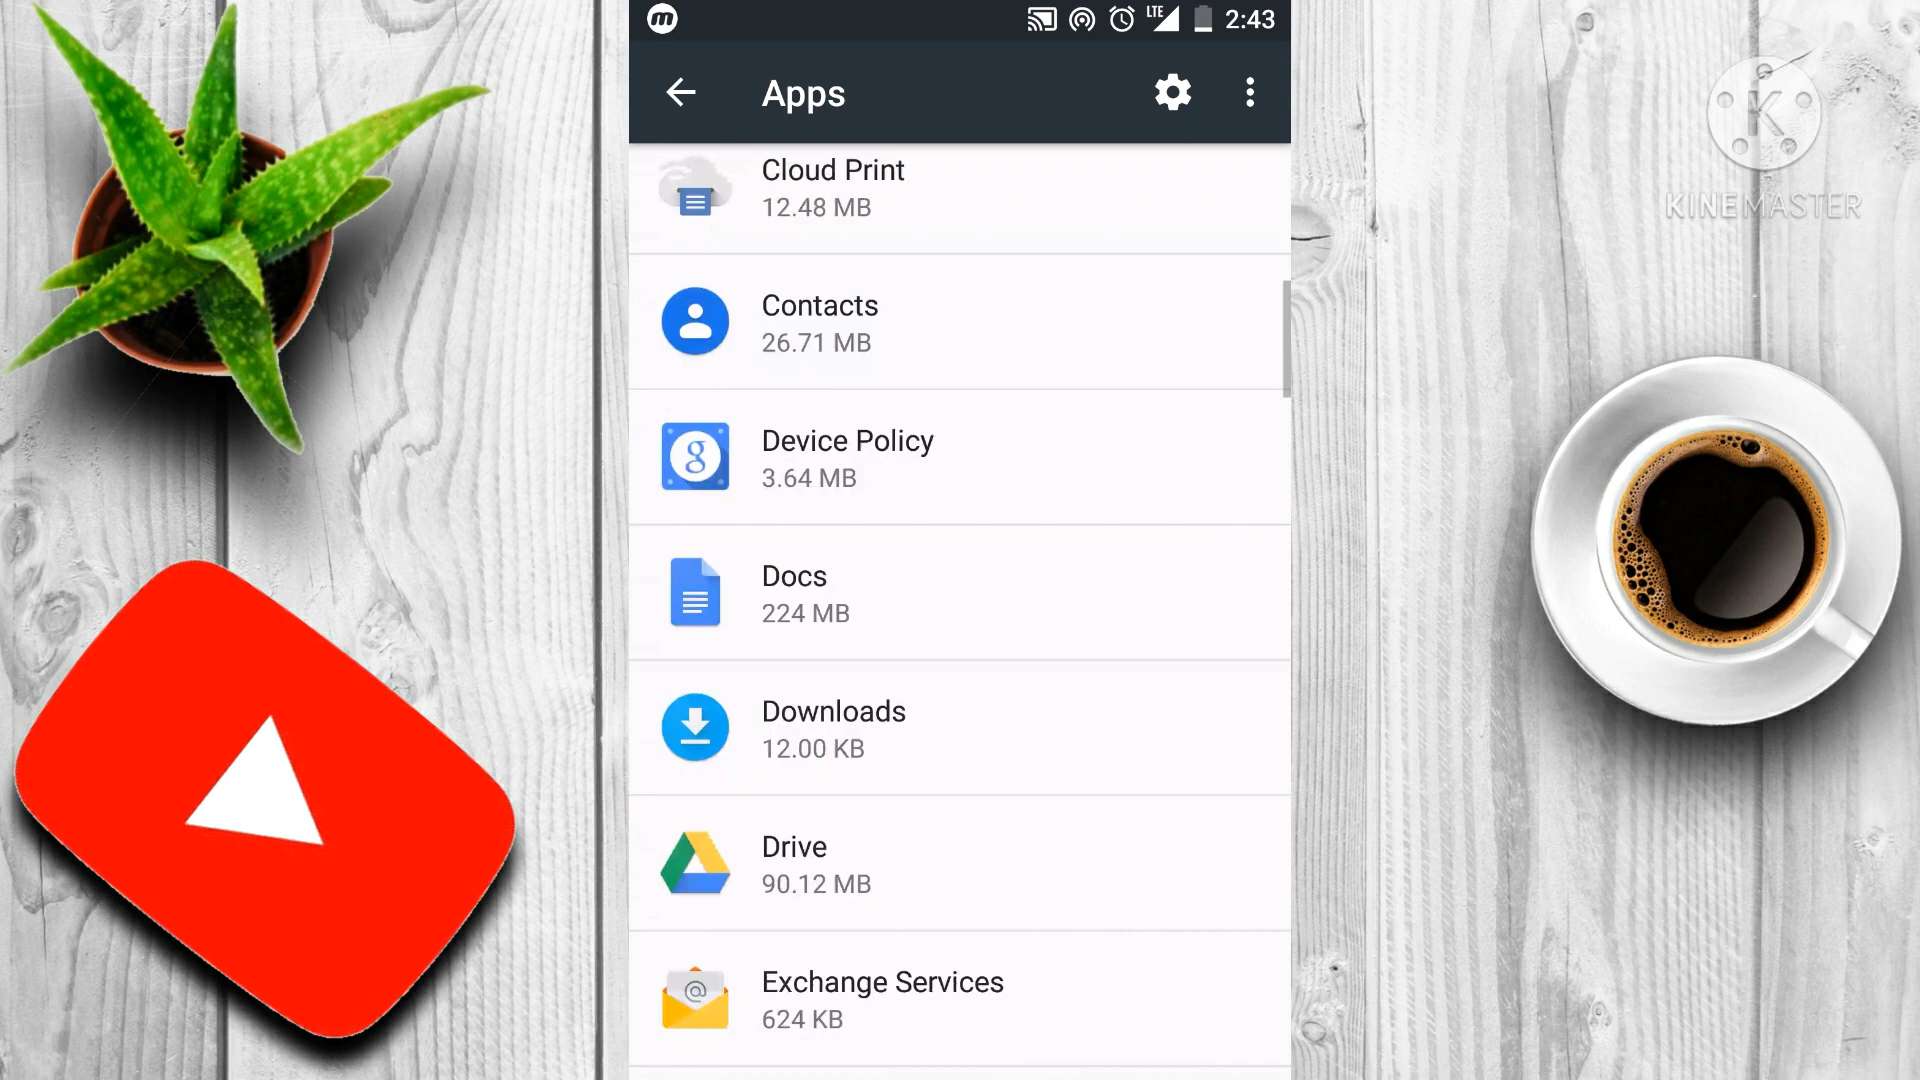 m
LTE
2:43
Apps
Cloud Print
12.48 MB
Contacts
26.71 MB
g
Device Policy
3.64 MB
Docs
224 MB
Downloads
12.00 KB
Drive
90.12 MB
@
Exchange Services
624 KB
K
KINEMASTER